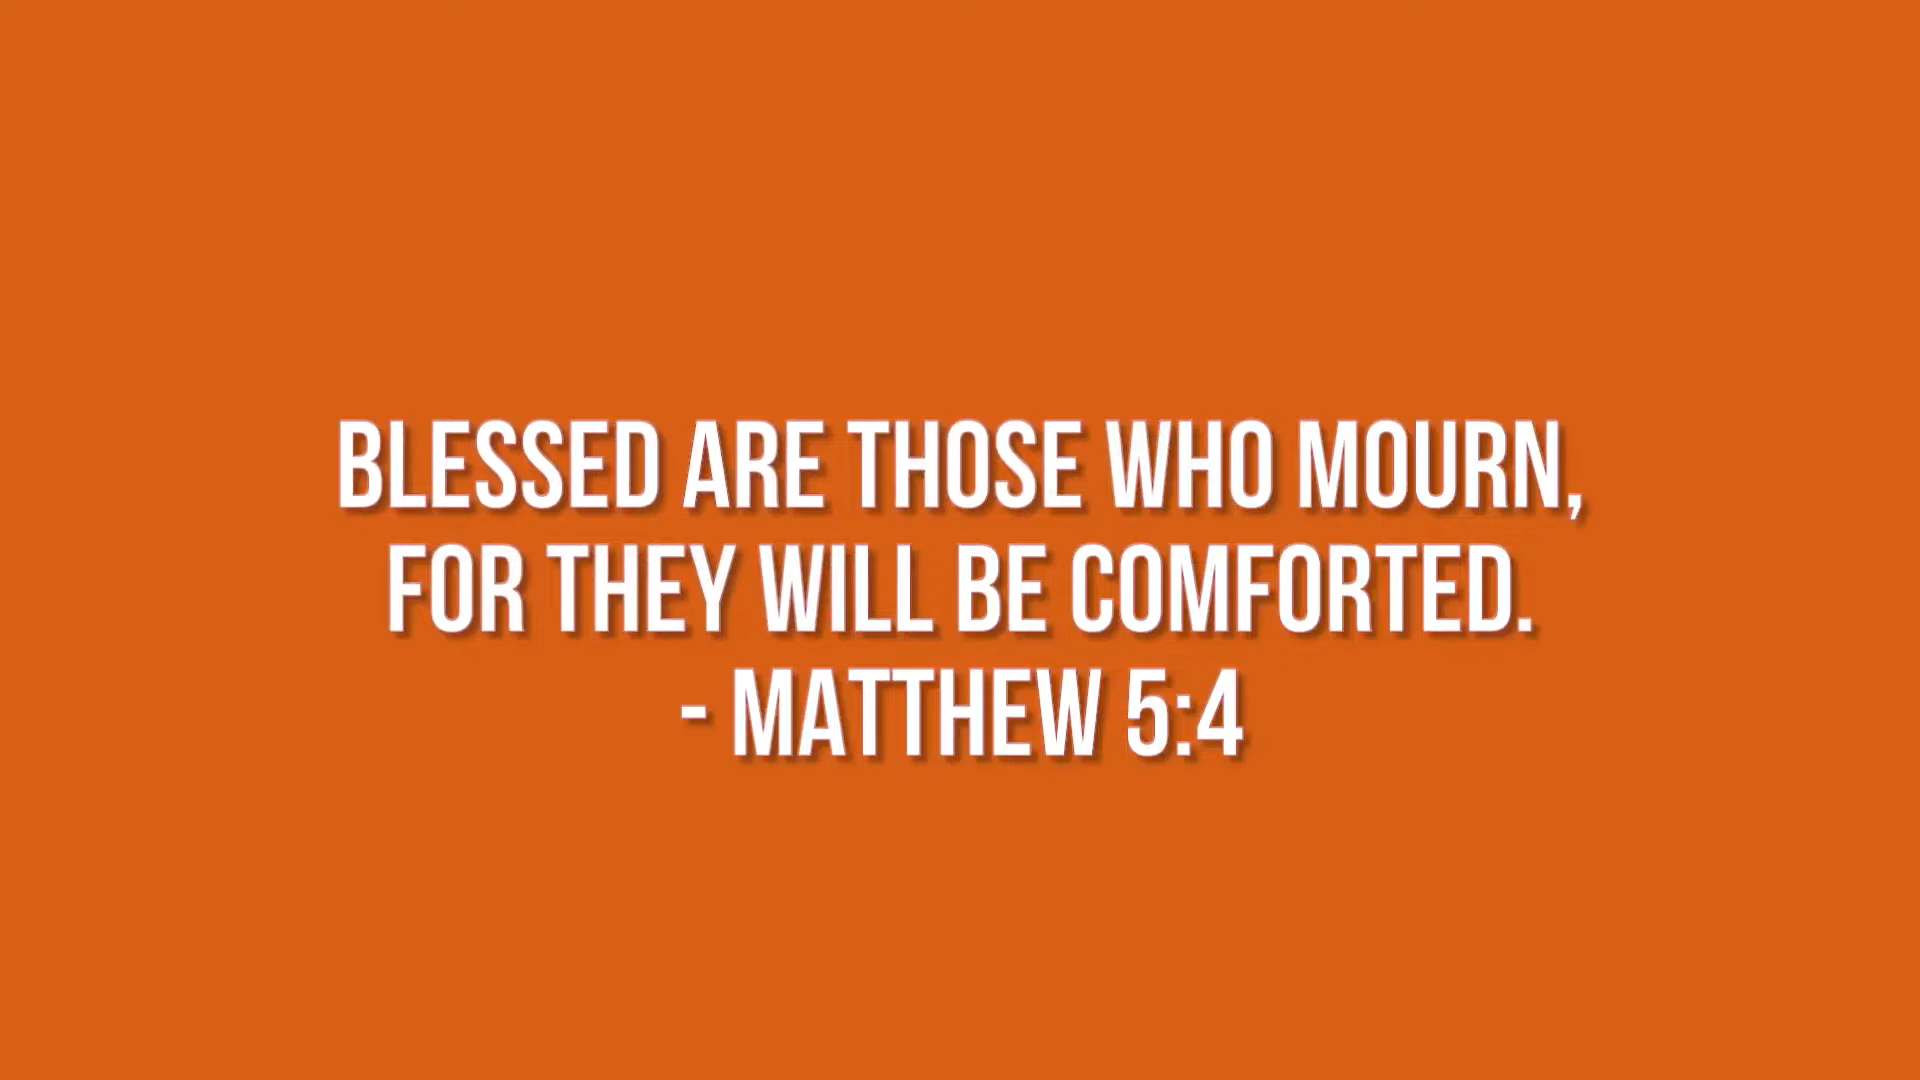 BLESSED ARE THOSE WHO MOURN,
FOR THEY WILL BE COMFORTED.
- MATTHEW 5:4